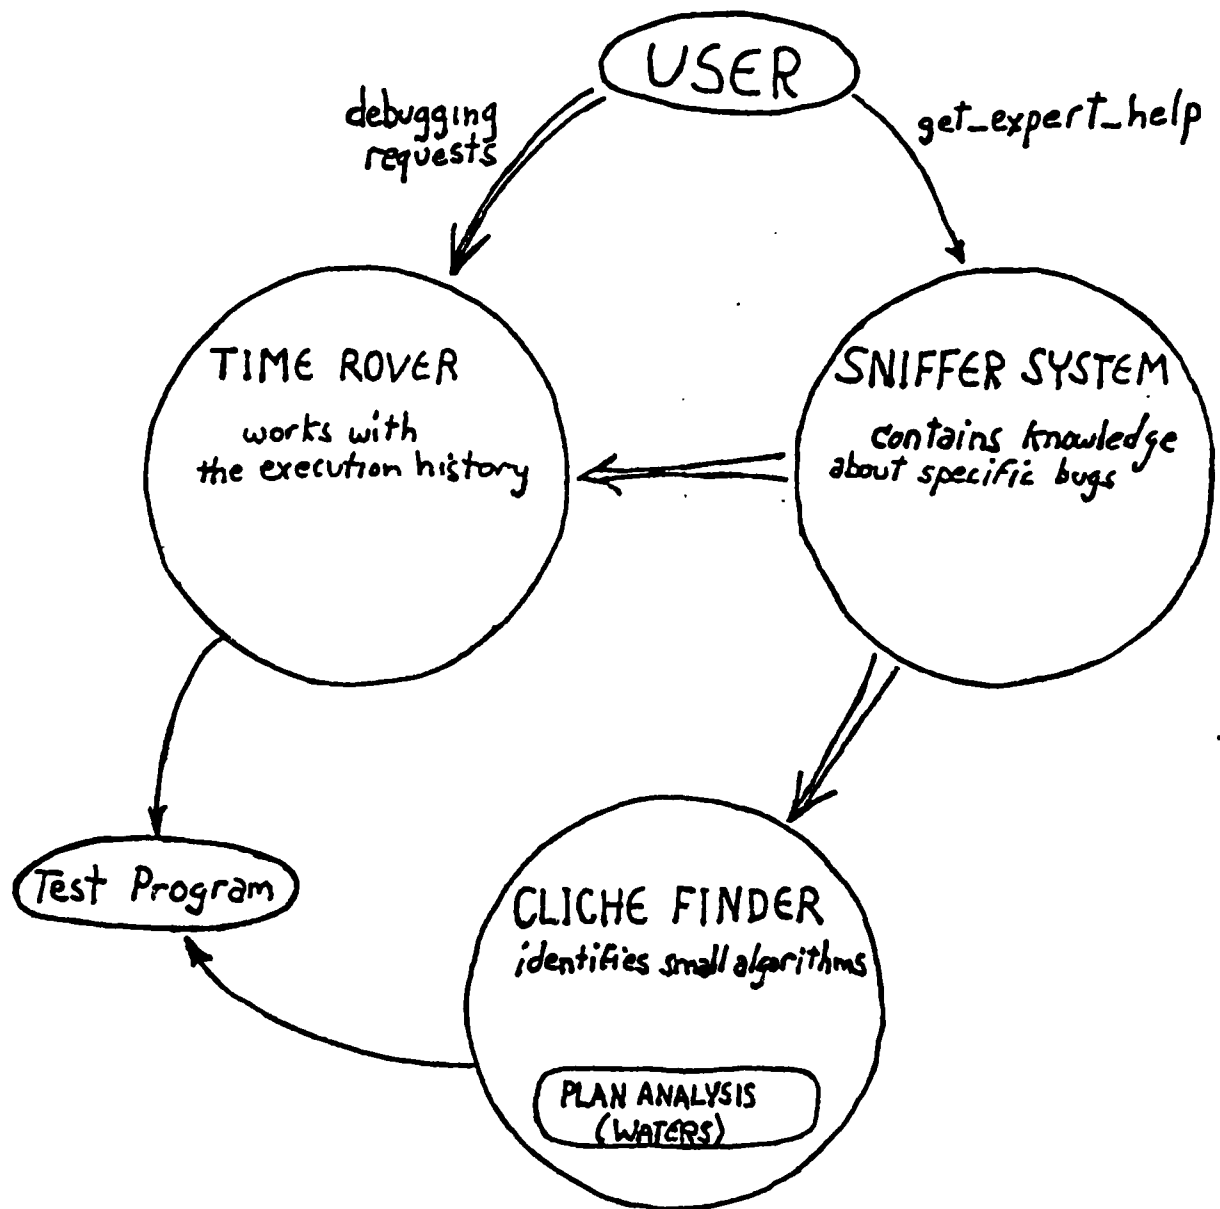 USER
debugging
requests
get_expert_help
TIME ROVER
works with
the execution history
SNIFFER SYSTEM
contains knowledge
about specific bugs
Test Program
CLICHE FINDER
identifies small algorithms
PLAN ANALYSIS
(WATERS)